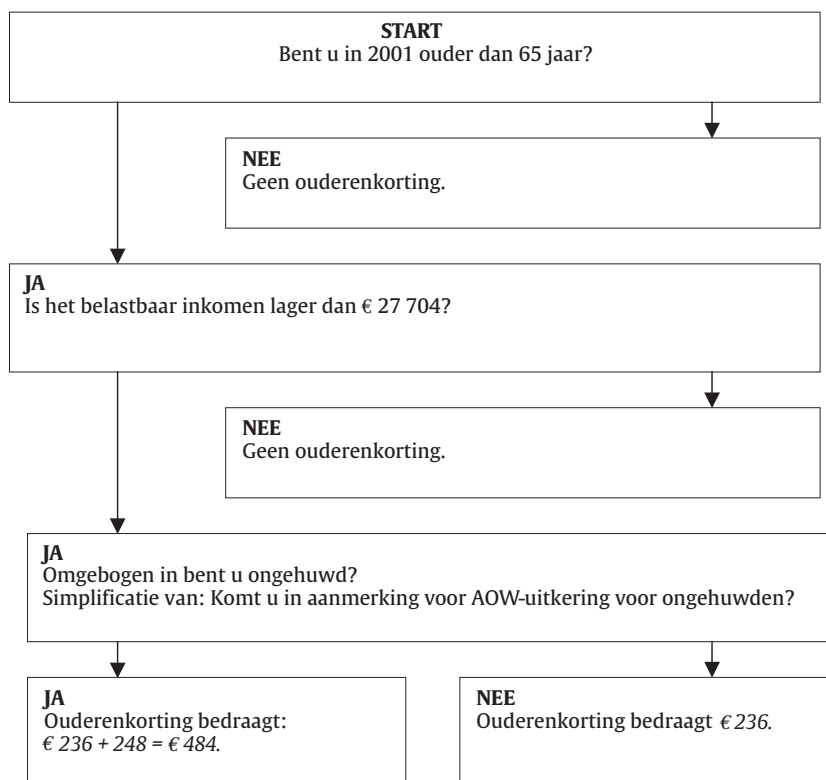 START
Bent u in 2001 ouder dan 65 jaar?
NEE
Geen ouderenkorting.
JA
Is het belastbaar inkomen lager dan € 27 704?
NEE
Geen ouderenkorting.
JA
Omgebogen in bent u ongehuwd?
Simplificatie van: Komt u in aanmerking voor AOW-uitkering voor ongehuwden?
JA
Ouderenkorting bedraagt:
€ 236 + 248 = € 484.
NEE
Ouderenkorting bedraagt € 236.